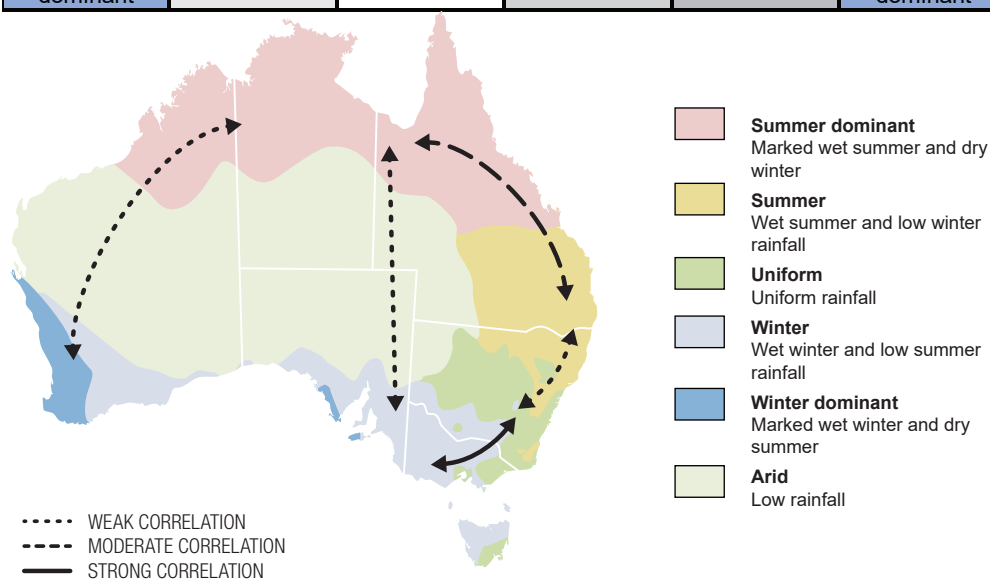 dominant
dominant
Summer dominant
Marked wet summer and dry
winter
Summer
Wet summer and low winter
rainfall
Uniform
Uniform rainfall
Winter
Wet winter and low summer
rainfall
Winter dominant
Marked wet winter and dry
summer
Arid
Low rainfall
WEAK CORRELATION
MODERATE CORRELATION
STRONG CORRELATION